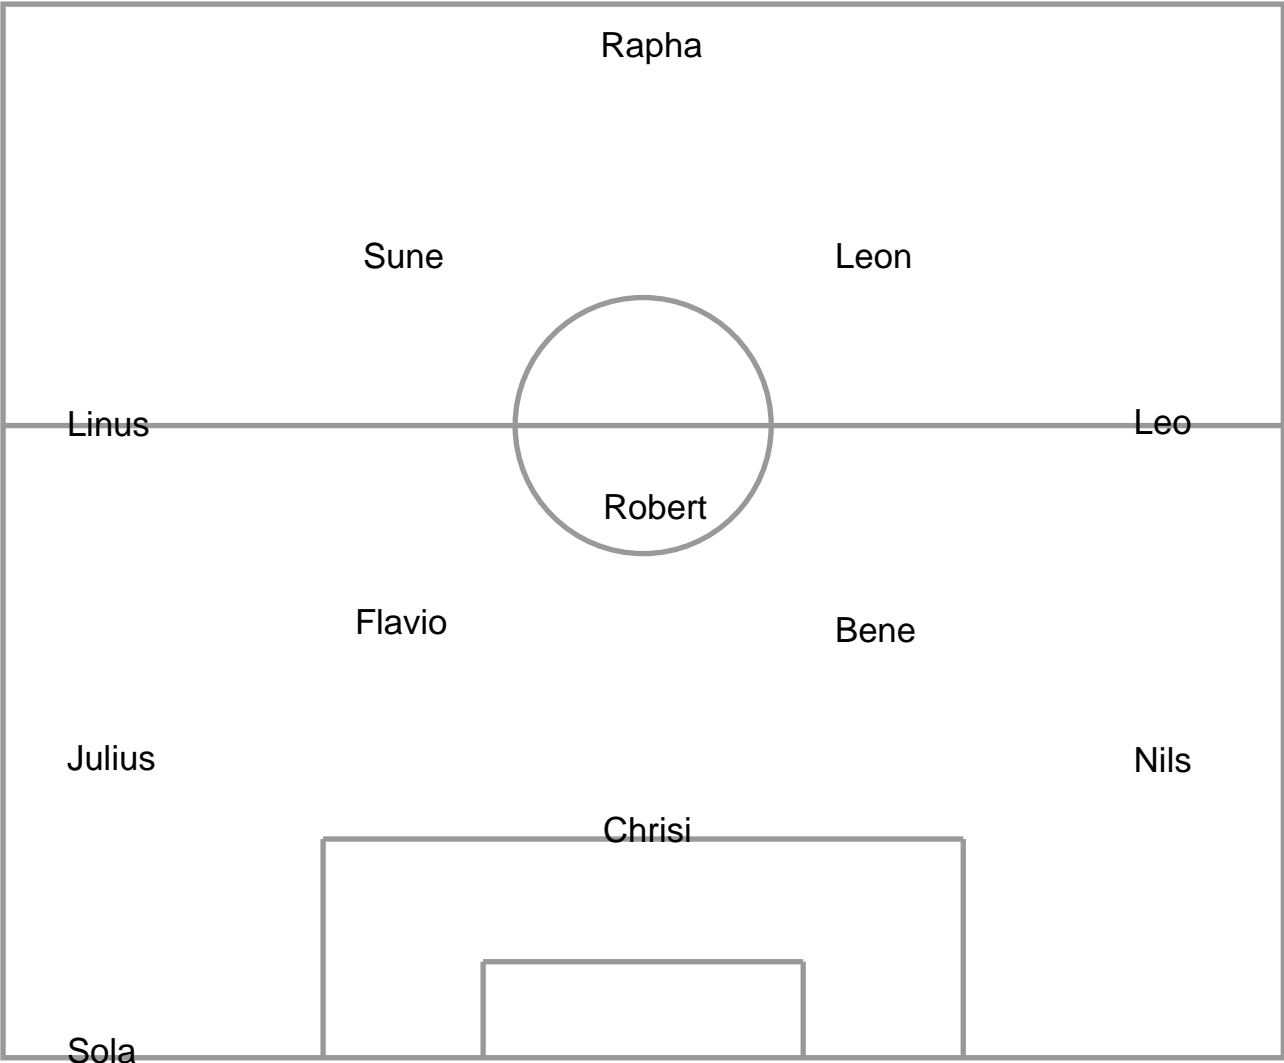 Rapha
Sune Leon
Linus Leo
Robert
Flavio Bene
Julius Nils
Chrisi
Sola